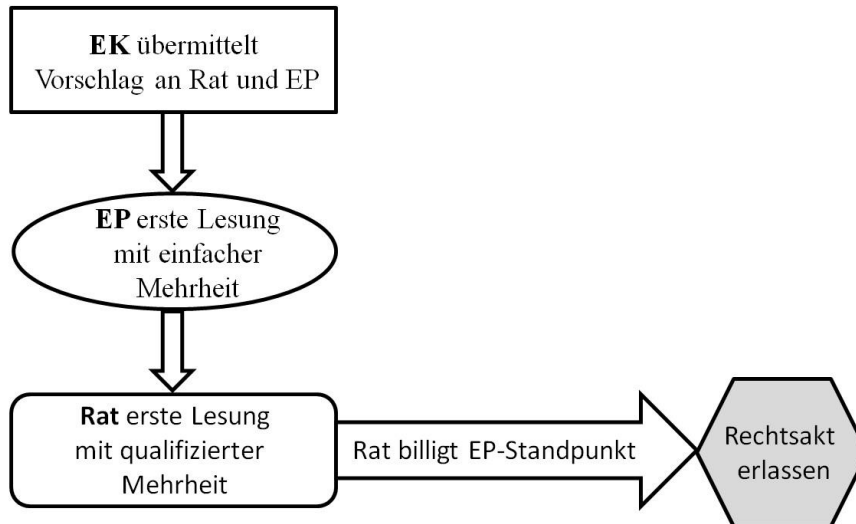 EK übermittelt
Vorschlag an Rat und EP
EP erste Lesung
mit einfacher
Mehrheit
Rat erste Lesung
mit qualifizierter
Mehrheit
Rat billigt EP-Standpunkt
Rechtsakt
erlassen